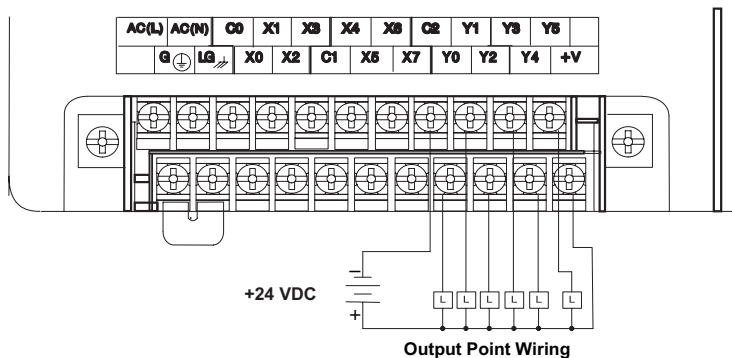 AC(L) AC(N) C0 X1 X3 X4 X6 C2 Y1 Y3 Y5
G LG X0 X2 C1 X5 X7 Y0 Y2 Y4 +V
−
+24 VDC
+
L L L L L L
Output Point Wiring